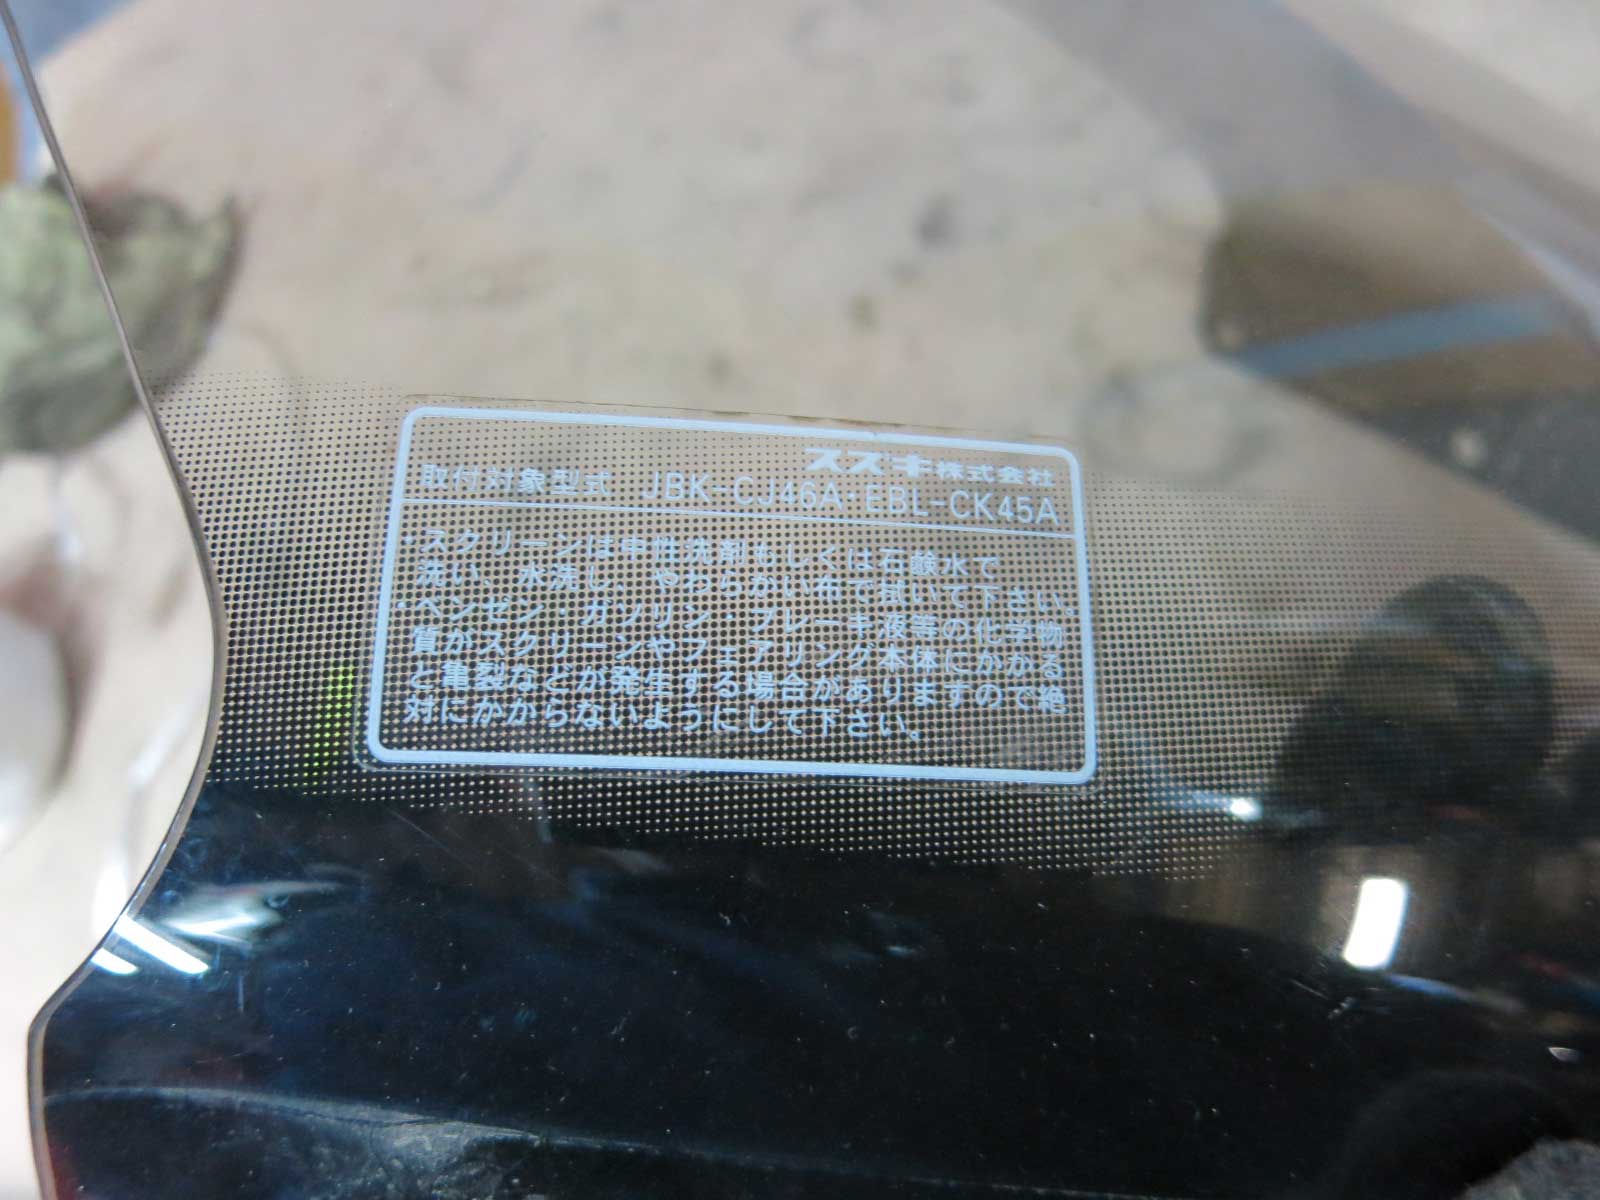 スズキ株式会社
取付対象型式 JBK-CJ46A・EBL-CK45A
・スクリーンは中性洗剤もしくは石鹸水で
洗い、水洗し、やわらかい布で拭いて下さい。
・ベンゼン・ガソリン・ブレーキ液等の化学物
質がスクリーンやフェアリング本体にかかる
と亀裂などが発生する場合がありますので絶
対にかからないようにして下さい。